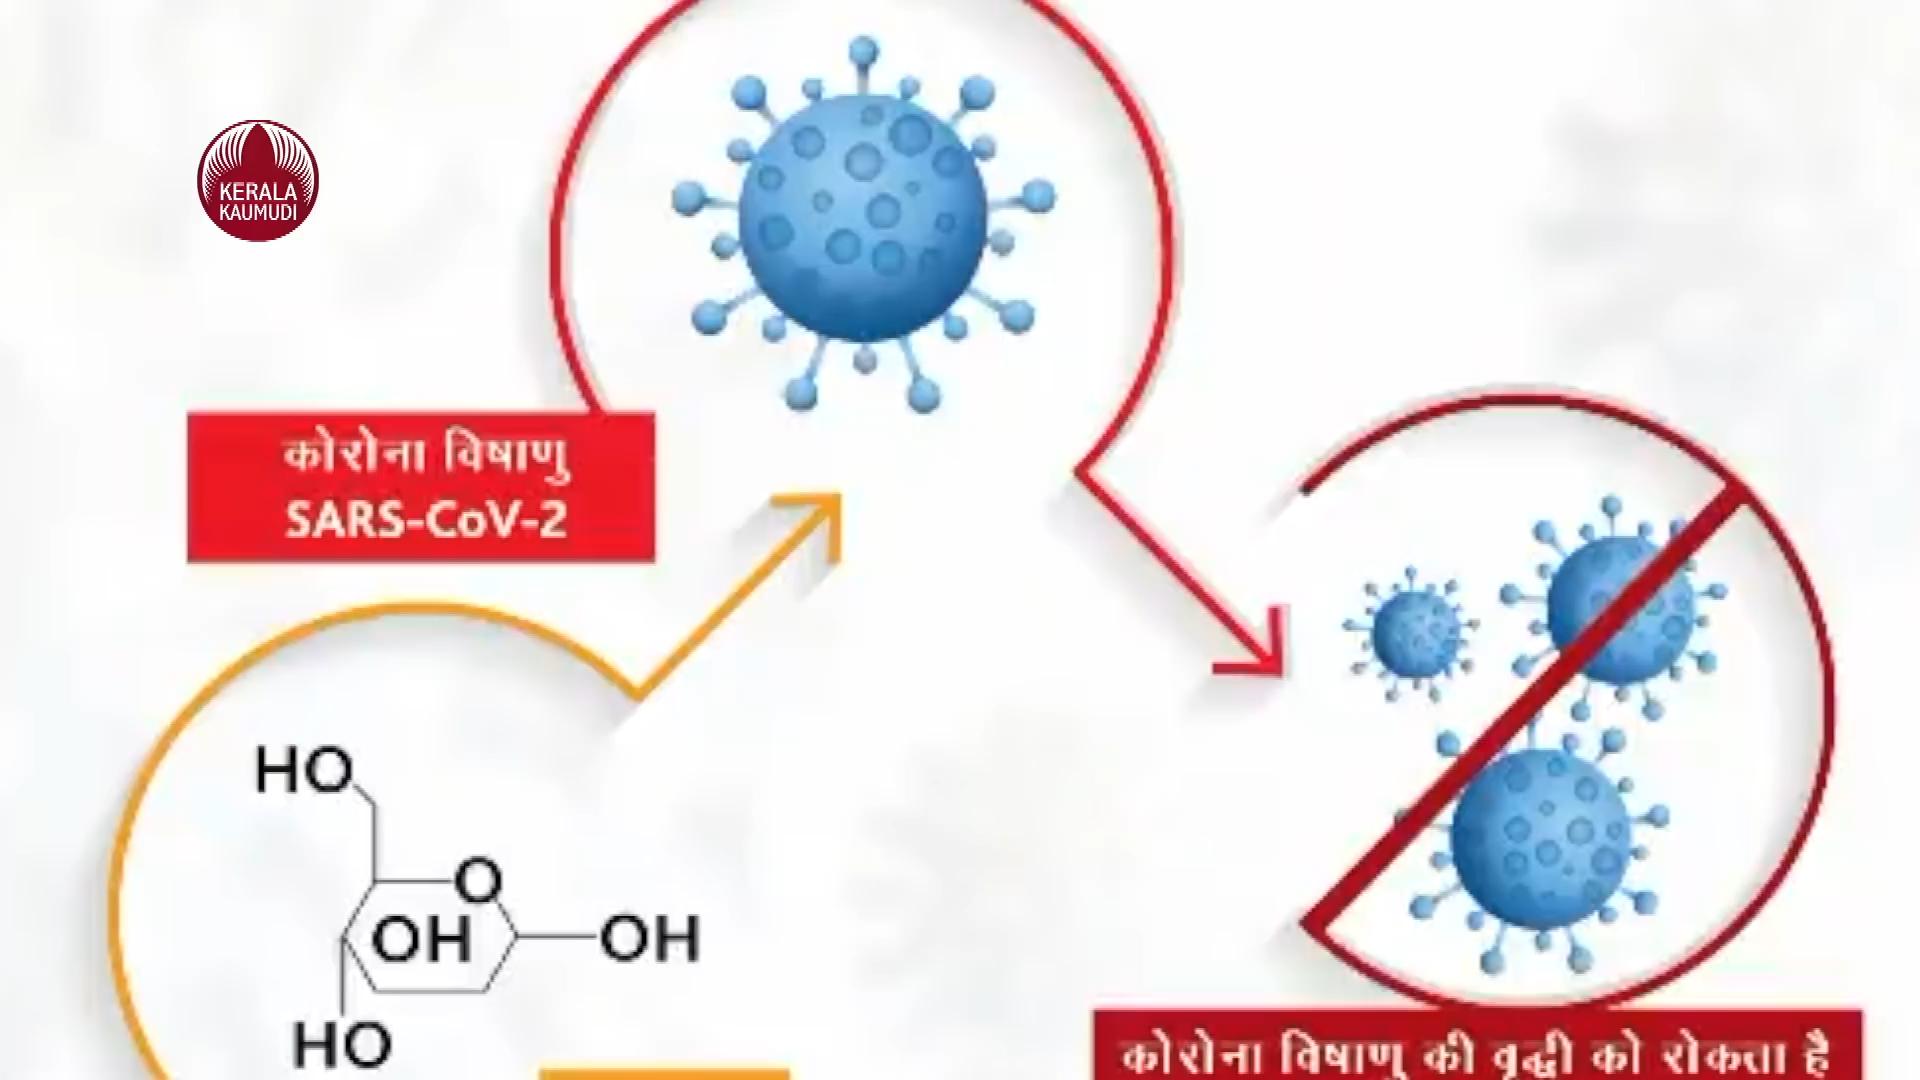 KERALA
KAUMUDI
कोरोना विषाणु
SARS-CoV-2
HO
O
OH
OH
HO
कोरोना विषाणु की वृद्धी को रोकता है